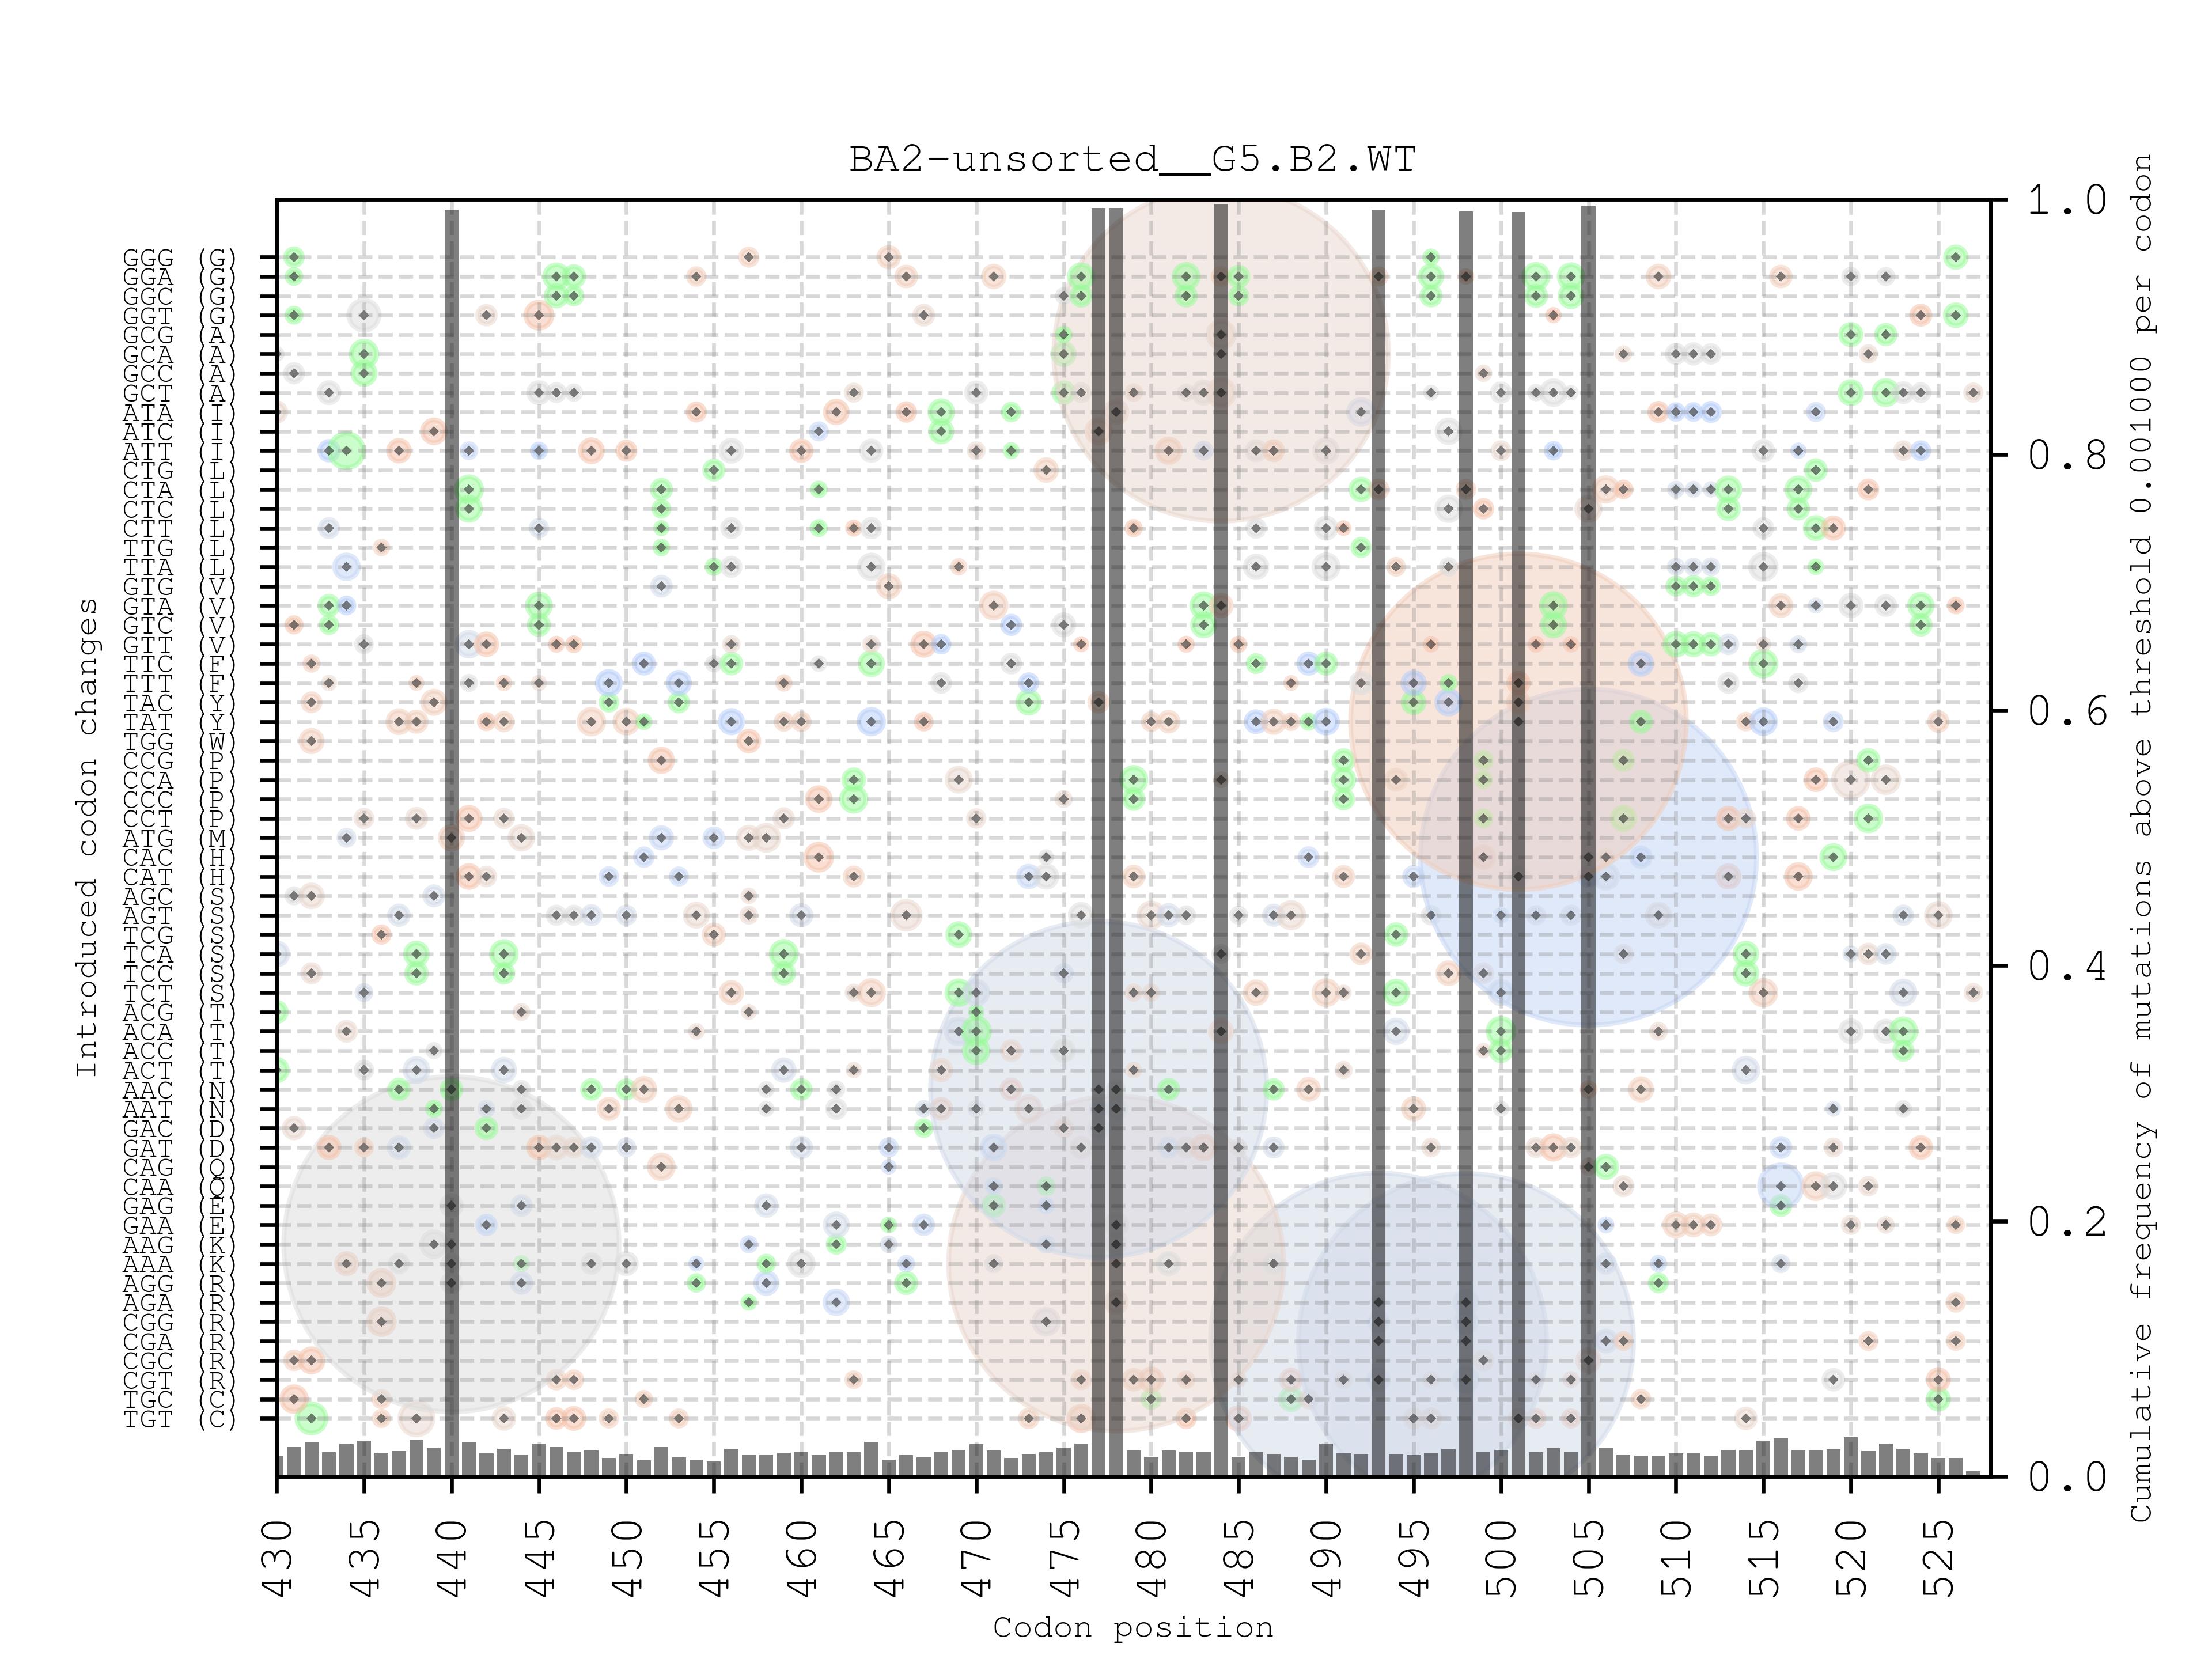 BA2-unsorted__G5.B2.WT
Introduced codon changes
GGG (G)
GGA (G)
GGC (G)
GGT (G)
GCG (A)
GCA (A)
GCC (A)
GCT (A)
ATA (I)
ATC (I)
ATT (I)
CTG (L)
CTA (L)
CTC (L)
CTT (L)
TTG (L)
TTA (L)
GTG (V)
GTA (V)
GTC (V)
GTT (V)
TTC (F)
TTT (F)
TAC (Y)
TAT (Y)
TGG (W)
CCG (P)
CCA (P)
CCC (P)
CCT (P)
ATG (M)
CAC (H)
CAT (H)
AGC (S)
AGT (S)
TCG (S)
TCA (S)
TCC (S)
TCT (S)
ACG (T)
ACA (T)
ACC (T)
ACT (T)
AAC (N)
AAT (N)
GAC (D)
GAT (D)
CAG (Q)
CAA (Q)
GAG (E)
GAA (E)
AAG (K)
AAA (K)
AGG (R)
AGA (R)
CGG (R)
CGA (R)
CGC (R)
CGT (R)
TGC (C)
TGT (C)
1.0
0.8
0.6
0.4
0.2
0.0
Cumulative frequency of mutations above threshold 0.001000 per codon
430 435 440 445 450 455 460 465 470 475 480 485 490 495 500 505 510 515 520 525
Codon position